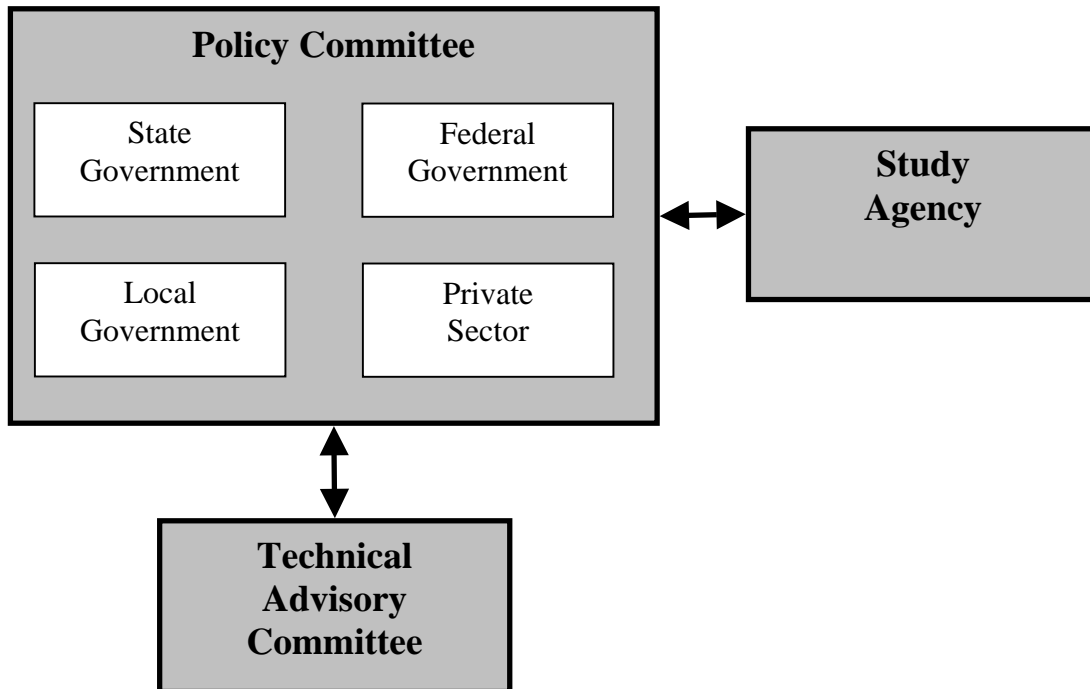 Policy Committee
State
Government
Federal
Government
Local
Government
Private
Sector
Study
Agency
Technical
Advisory
Committee